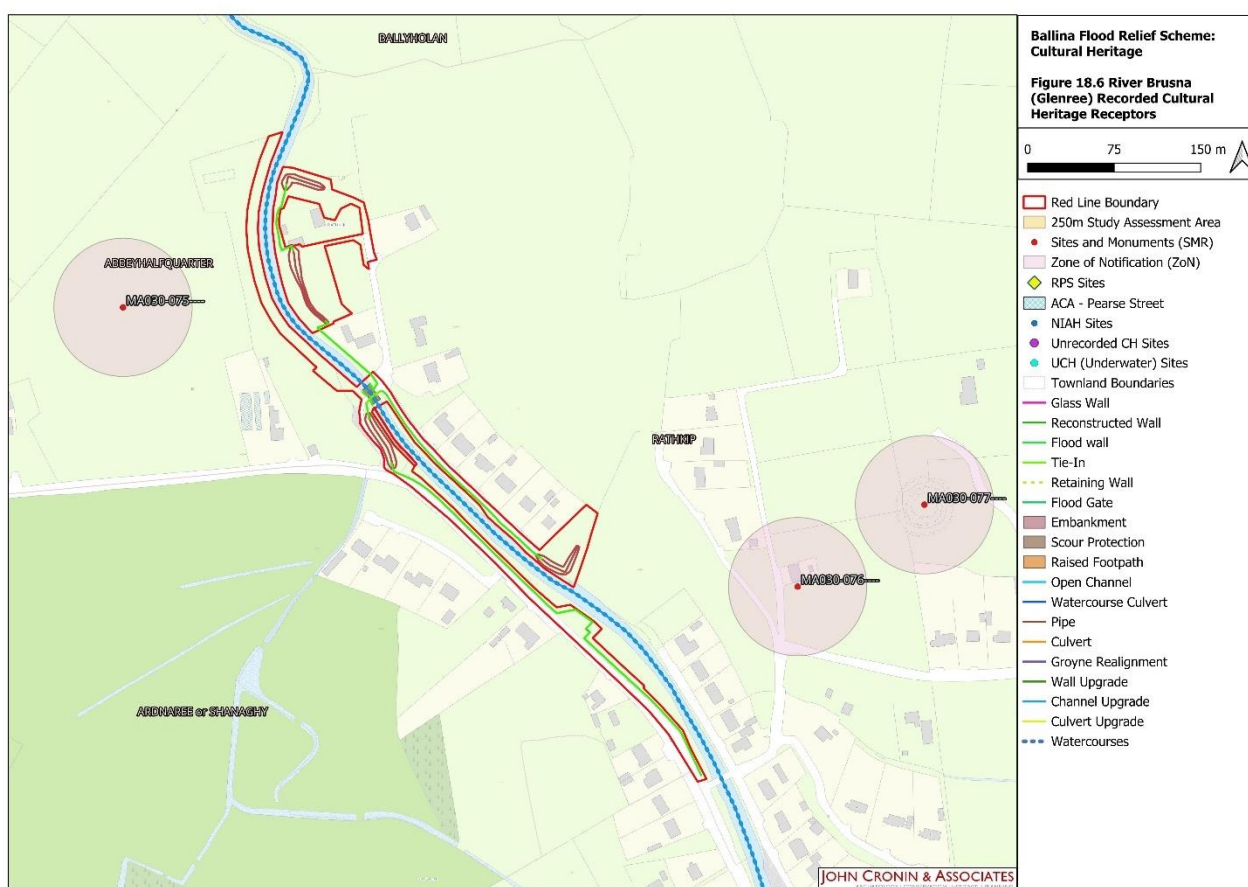 BALLYHOLAN
ABBEYHALFQUARTER
MA030-075----
RATHKIP
MA030-077----
MA030-076----
ARDNAREE or SHANAGHY
JOHN CRONIN & ASSOCIATES
Ballina Flood Relief Scheme:
Cultural Heritage
Figure 18.6 River Brusna
(Glenree) Recorded Cultural
Heritage Receptors
0 75 150 m
Red Line Boundary
250m Study Assessment Area
Sites and Monuments (SMR)
Zone of Notification (ZoN)
RPS Sites
ACA - Pearse Street
NIAH Sites
Unrecorded CH Sites
UCH (Underwater) Sites
Townland Boundaries
Glass Wall
Reconstructed Wall
Flood wall
Tie-In
Retaining Wall
Flood Gate
Embankment
Scour Protection
Raised Footpath
Open Channel
Watercourse Culvert
Pipe
Culvert
Groyne Realignment
Wall Upgrade
Channel Upgrade
Culvert Upgrade
Watercourses